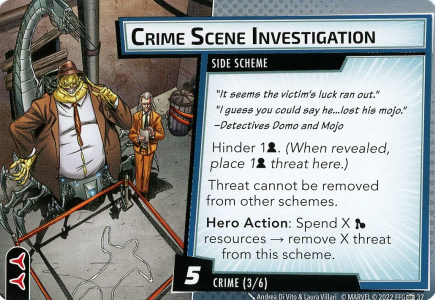 Crime Scene Investigation
SIDE SCHEME
"It seems the victim's luck ran out."
"I guess you could say he...lost his mojo."
–Detectives Domo and Mojo
Hinder 1. (When revealed,
place 1 threat here.)
Threat cannot be removed
from other schemes.
Hero Action: Spend X
resources → remove X threat
from this scheme.
5
CRIME (3/6)
Andrea Di Vito & Laura Villari © MARVEL © 2022 FFG 37